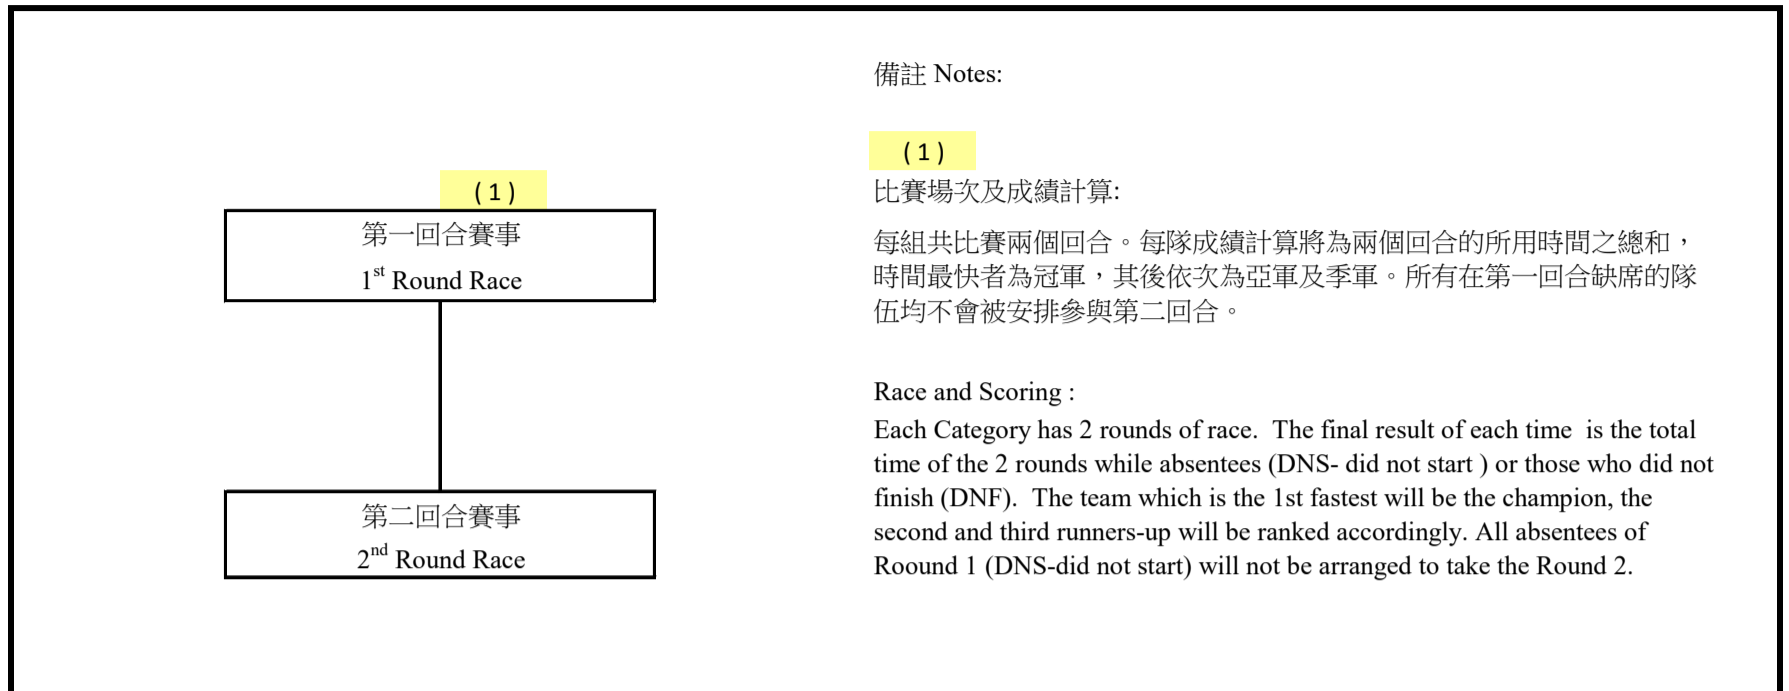 (1)
第一回合賽事
1st Round Race
第二回合賽事
2nd Round Race
備註 Notes:
(1)
比賽場次及成績計算:
每組共比賽兩個回合。每隊成績計算將為兩個回合的所用時間之總和，
時間最快者為冠軍，其後依次為亞軍及季軍。所有在第一回合缺席的隊
伍均不會被安排參與第二回合。
Race and Scoring :
Each Category has 2 rounds of race.  The final result of each time  is the total
time of the 2 rounds while absentees (DNS- did not start ) or those who did not
finish (DNF).  The team which is the 1st fastest will be the champion, the
second and third runners-up will be ranked accordingly. All absentees of
Roound 1 (DNS-did not start) will not be arranged to take the Round 2.